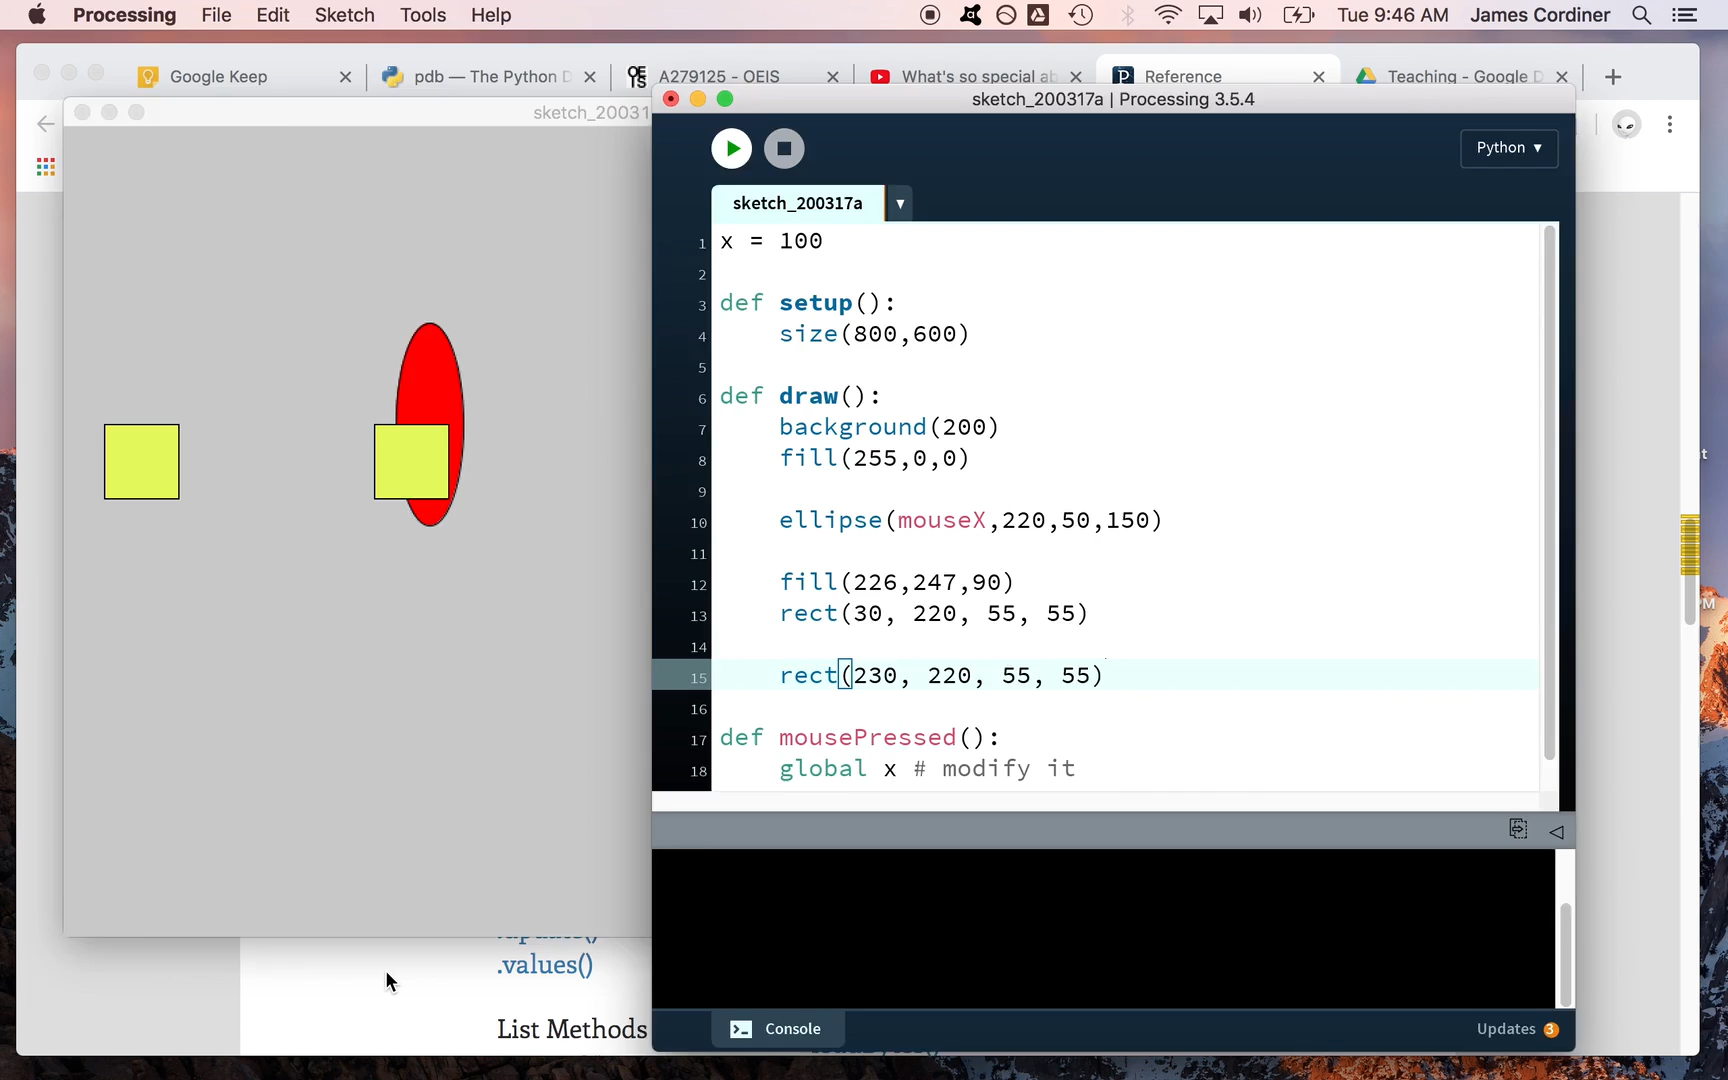 Processing File Edit Sketch Tools Help Tue 9:46 AM James Cordiner
Google Keep pdb — The Python D A279125 - OEIS What's so special ab Reference Teaching - Google D
OE
IS
sketch_20031
sketch_200317a | Processing 3.5.4
Python
sketch_200317a
1 x = 100
2
3 def setup():
4 size(800,600)
5
6 def draw():
7 background(200)
8 fill(255,0,0)
9
10 ellipse(mouseX,220,50,150)
11
12 fill(226,247,90)
13 rect(30, 220, 55, 55)
14
15 rect(230, 220, 55, 55)
16
17 def mousePressed():
18 global x # modify it
.values()
List Methods
Console
Updates 3